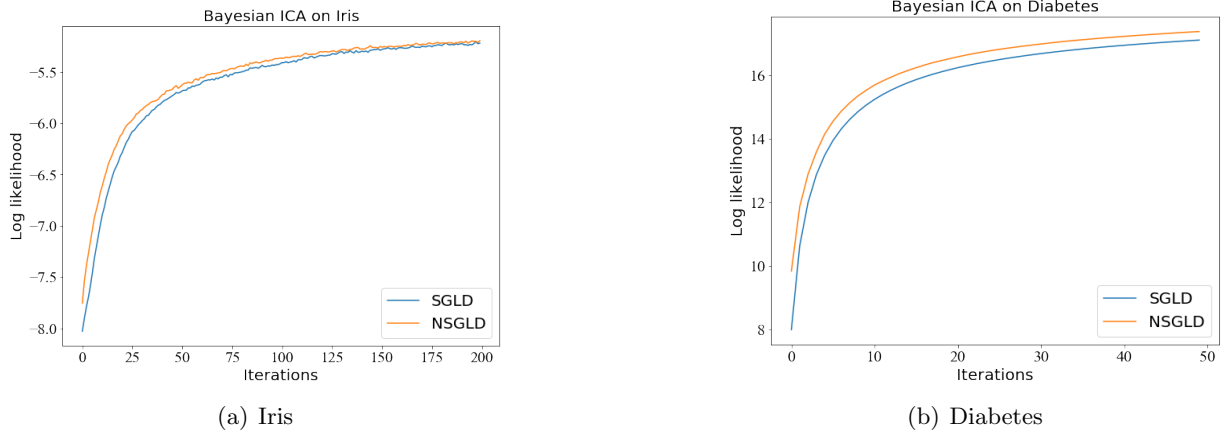 Bayesian ICA on Iris
Log likelihood
−5.5
−6.0
−6.5
−7.0
−7.5
−8.0
0 25 50 75 100 125 150 175 200
Iterations
SGLD
NSGLD
(a) Iris
Bayesian ICA on Diabetes
Log likelihood
16
14
12
10
8
0 10 20 30 40 50
Iterations
SGLD
NSGLD
(b) Diabetes